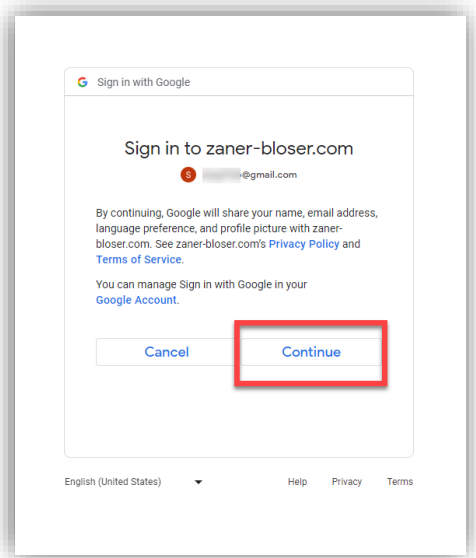 Sign in with Google
Sign in to zaner-bloser.com
S @gmail.com
By continuing, Google will share your name, email address,
language preference, and profile picture with zaner-
bloser.com. See zaner-bloser.com's Privacy Policy and
Terms of Service.
You can manage Sign in with Google in your
Google Account.
Cancel Continue
English (United States) Help Privacy Terms